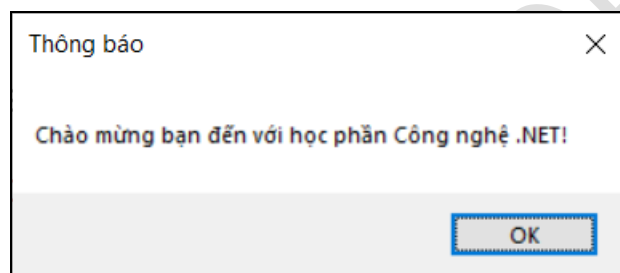 Thông báo
Chào mừng bạn đến với học phần Công nghệ .NET!
OK